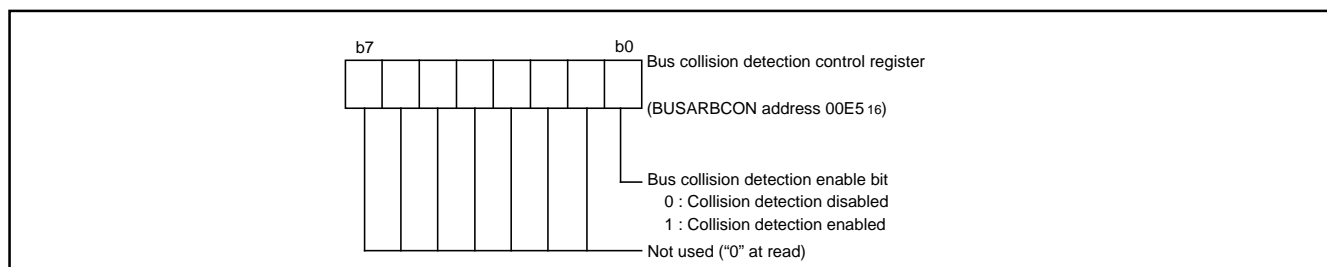 b7 b0
Bus collision detection control register
(BUSARBCON address 00E5 16)
Bus collision detection enable bit
0 : Collision detection disabled
1 : Collision detection enabled
Not used (“0” at read)